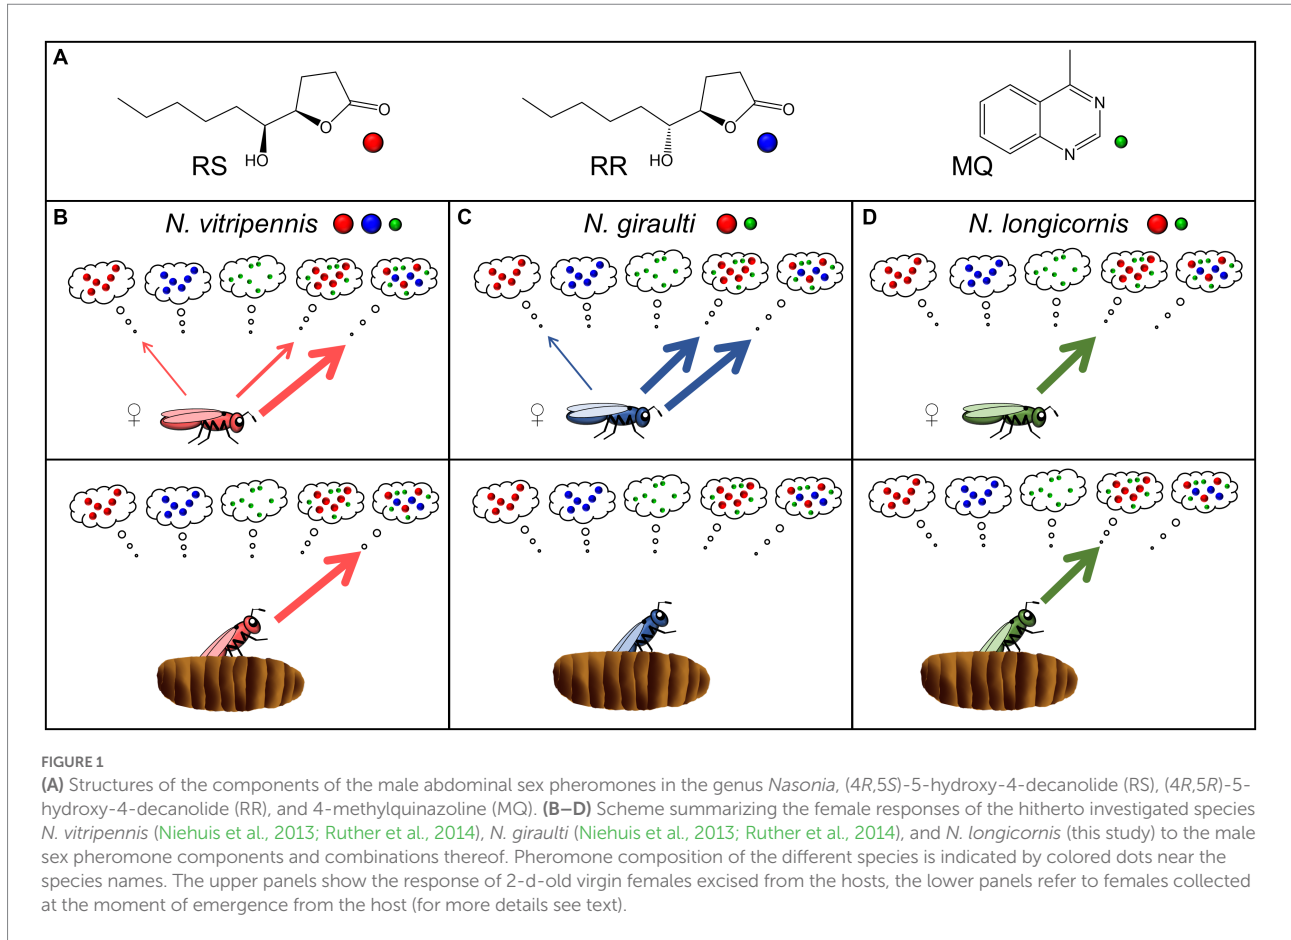 A
O
O
HO
RS
O
O
HO
RR
N
N
MQ
B
N. vitripennis
C
N. giraulti
D
N. longicornis
♀
♀
♀
FIGURE 1
(A) Structures of the components of the male abdominal sex pheromones in the genus Nasonia, (4R,5S)-5-hydroxy-4-decanolide (RS), (4R,5R)-5-
hydroxy-4-decanolide (RR), and 4-methylquinazoline (MQ). (B–D) Scheme summarizing the female responses of the hitherto investigated species
N. vitripennis (Niehuis et al., 2013; Ruther et al., 2014), N. giraulti (Niehuis et al., 2013; Ruther et al., 2014), and N. longicornis (this study) to the male
sex pheromone components and combinations thereof. Pheromone composition of the different species is indicated by colored dots near the
species names. The upper panels show the response of 2-d-old virgin females excised from the hosts, the lower panels refer to females collected
at the moment of emergence from the host (for more details see text).